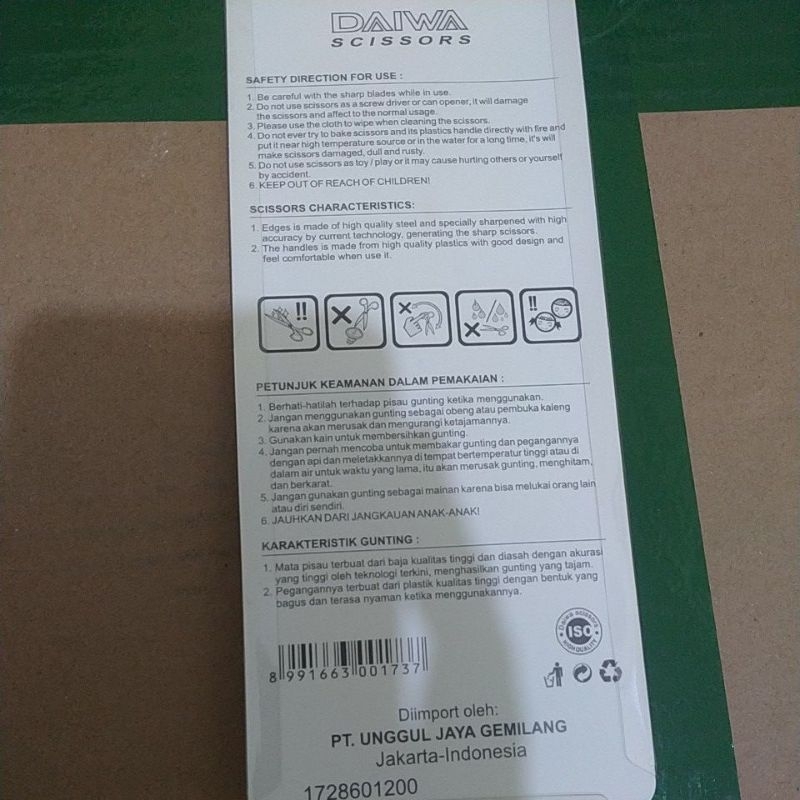 DAIWA
SCISSORS
SAFETY DIRECTION FOR USE :
1. Be careful with the sharp blades while in use.
2. Do not use scissors as a screw driver or can opener, it will damage
the scissors and affect to the normal usage.
3. Please use the cloth to wipe when cleaning the scissors.
4. Do not ever try to bake scissors and its plastics handle directly with fire and
put it near high temperature source or in the water for a long time, it's will
make scissors damaged, dull and rusty.
5. Do not use scissors as toy / play or it may cause hurting others or yourself
by accident.
6. KEEP OUT OF REACH OF CHILDREN!
SCISSORS CHARACTERISTICS:
1. Edges is made of high quality steel and specially sharpened with high
accuracy by current technology, generating the sharp scissors.
2. The handles is made from high quality plastics with good design and
feel comfortable when use it.
!!
!!
PETUNJUK KEAMANAN DALAM PEMAKAIAN :
1. Berhati-hatilah terhadap pisau gunting ketika menggunakan.
2. Jangan menggunakan gunting sebagai obeng atau pembuka kaleng
karena akan merusak dan mengurangi ketajamannya.
3. Gunakan kain untuk membersihkan gunting.
4. Jangan pernah mencoba untuk membakar gunting dan pegangannya
dengan api dan meletakkannya di tempat bertemperatur tinggi atau di
dalam air untuk waktu yang lama, itu akan merusak gunting, menghitam,
dan berkarat.
5. Jangan gunakan gunting sebagai mainan karena bisa melukai orang lain
atau diri sendiri.
6. JAUHKAN DARI JANGKAUAN ANAK-ANAK!
KARAKTERISTIK GUNTING :
1. Mata pisau terbuat dari baja kualitas tinggi dan diasah dengan akurasi
yang tinggi oleh teknologi terkini, menghasilkan gunting yang tajam.
2. Pegangannya terbuat dari plastik kualitas tinggi dengan bentuk yang
bagus dan terasa nyaman ketika menggunakannya.
Daiwa scissors
ISO
HIGH QUALITY
8 991663 001737
Diimport oleh:
PT. UNGGUL JAYA GEMILANG
Jakarta-Indonesia
1728601200